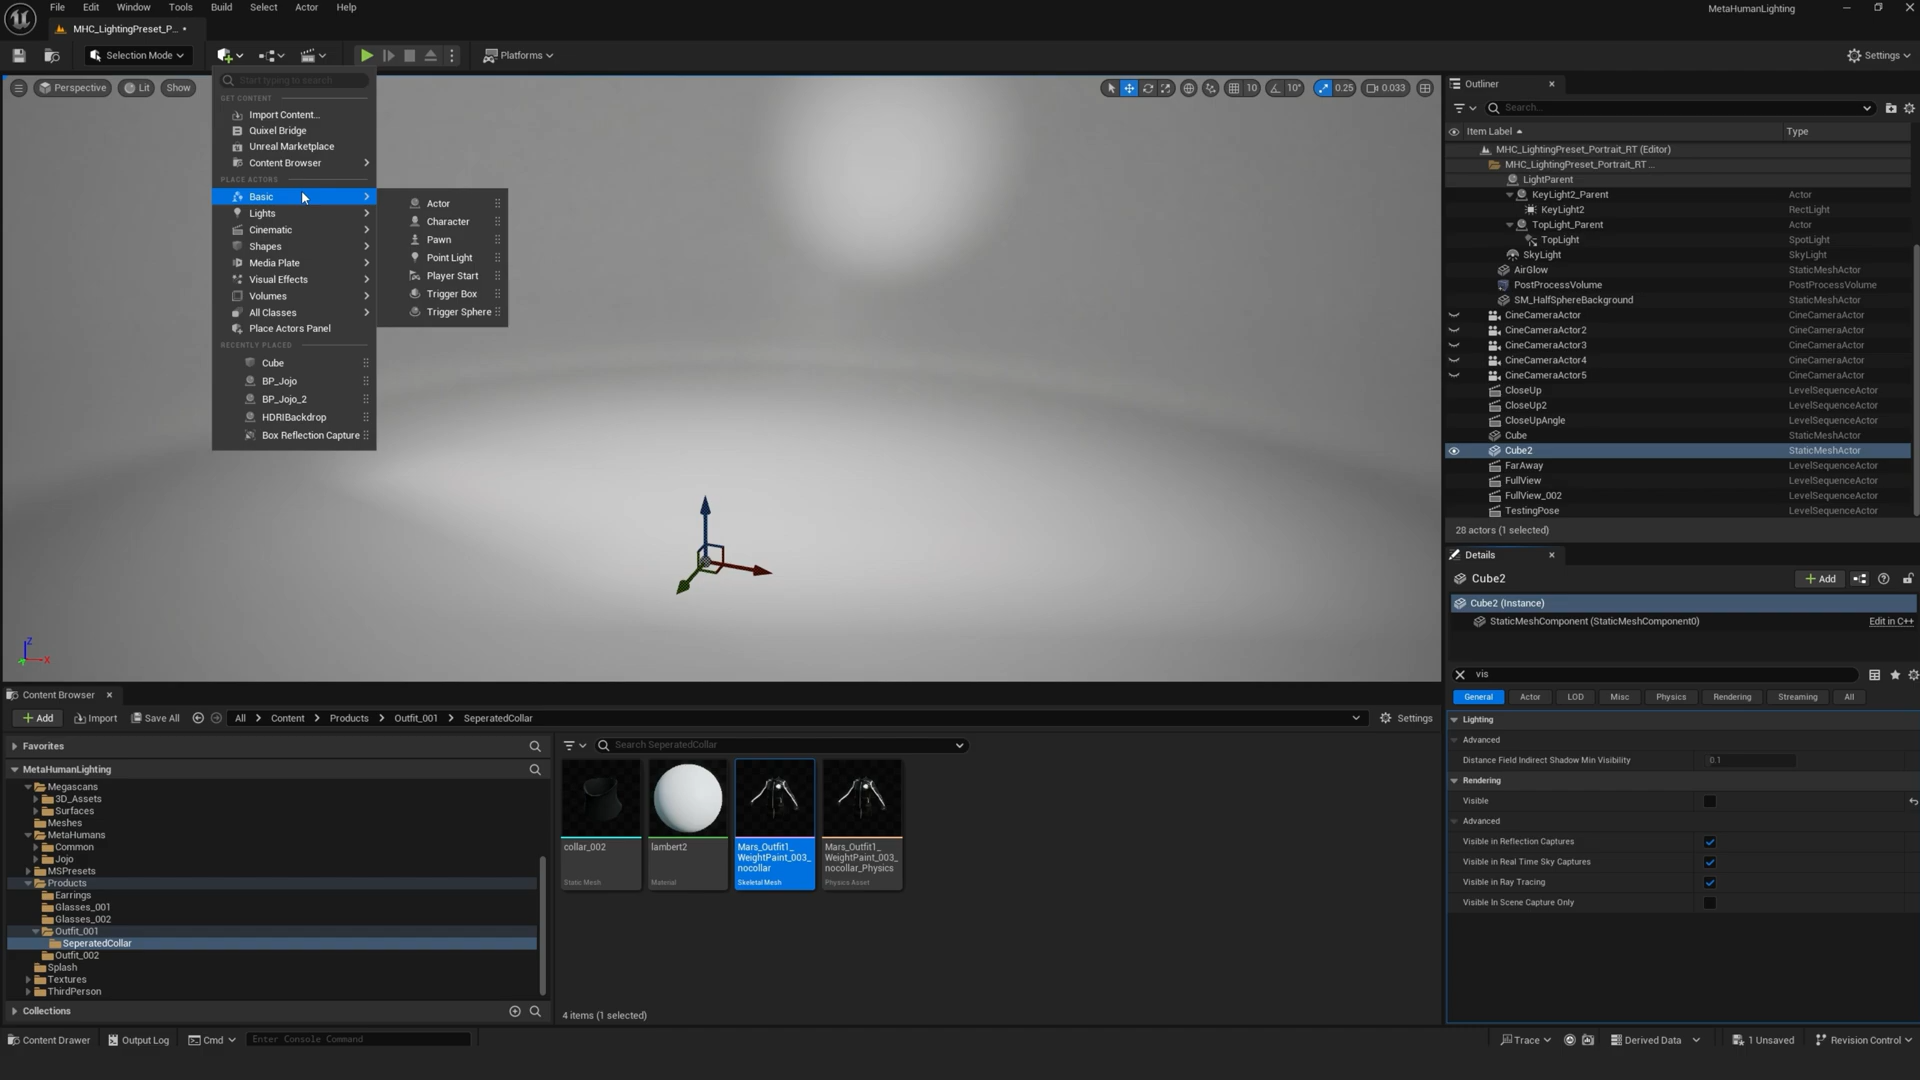 File Edit Window Tools Build Select Actor Help
MetaHumanLighting
MHC_LightingPreset_P... •
Selection Mode
Platforms
Settings
Perspective Lit Show
10 10° 0.25 0.033
Start typing to search
GET CONTENT
Import Content...
Quixel Bridge
Unreal Marketplace
Content Browser
PLACE ACTORS
Basic
Lights
Cinematic
Shapes
Media Plate
Visual Effects
Volumes
All Classes
Place Actors Panel
RECENTLY PLACED
Cube
BP_Jojo
BP_Jojo_2
HDRIBackdrop
Box Reflection Capture
Actor
Character
Pawn
Point Light
Player Start
Trigger Box
Trigger Sphere
Z
X
Outliner
Search...
Item Label Type
MHC_LightingPreset_Portrait_RT (Editor)
MHC_LightingPreset_Portrait_RT ...
LightParent
KeyLight2_Parent Actor
KeyLight2 RectLight
TopLight_Parent Actor
TopLight SpotLight
SkyLight SkyLight
AirGlow StaticMeshActor
PostProcessVolume PostProcessVolume
SM_HalfSphereBackground StaticMeshActor
CineCameraActor CineCameraActor
CineCameraActor2 CineCameraActor
CineCameraActor3 CineCameraActor
CineCameraActor4 CineCameraActor
CineCameraActor5 CineCameraActor
CloseUp LevelSequenceActor
CloseUp2 LevelSequenceActor
CloseUpAngle LevelSequenceActor
Cube StaticMeshActor
Cube2 StaticMeshActor
FarAway LevelSequenceActor
FullView LevelSequenceActor
FullView_002 LevelSequenceActor
TestingPose LevelSequenceActor
28 actors (1 selected)
Details
Cube2
Add
Cube2 (Instance)
StaticMeshComponent (StaticMeshComponent0) Edit in C++
vis
General Actor LOD Misc Physics Rendering Streaming All
Lighting
Advanced
Distance Field Indirect Shadow Min Visibility 0.1
Rendering
Visible
Advanced
Visible in Reflection Captures
Visible in Real Time Sky Captures
Visible in Ray Tracing
Visible In Scene Capture Only
Content Browser
Add Import Save All All Content Products Outfit_001 SeperatedCollar Settings
Favorites
MetaHumanLighting
Megascans
3D_Assets
Surfaces
Meshes
MetaHumans
Common
Jojo
MSPresets
Products
Earrings
Glasses_001
Glasses_002
Outfit_001
SeperatedCollar
Outfit_002
Splash
Textures
ThirdPerson
Collections
Search SeperatedCollar
collar_002
Static Mesh
lambert2
Material
Mars_Outfit1_
WeightPaint_003_
nocollar
Skeletal Mesh
Mars_Outfit1_
WeightPaint_003_
nocollar_Physics
Physics Asset
4 items (1 selected)
Content Drawer Output Log Cmd Enter Console Command
Trace Derived Data 1 Unsaved Revision Control